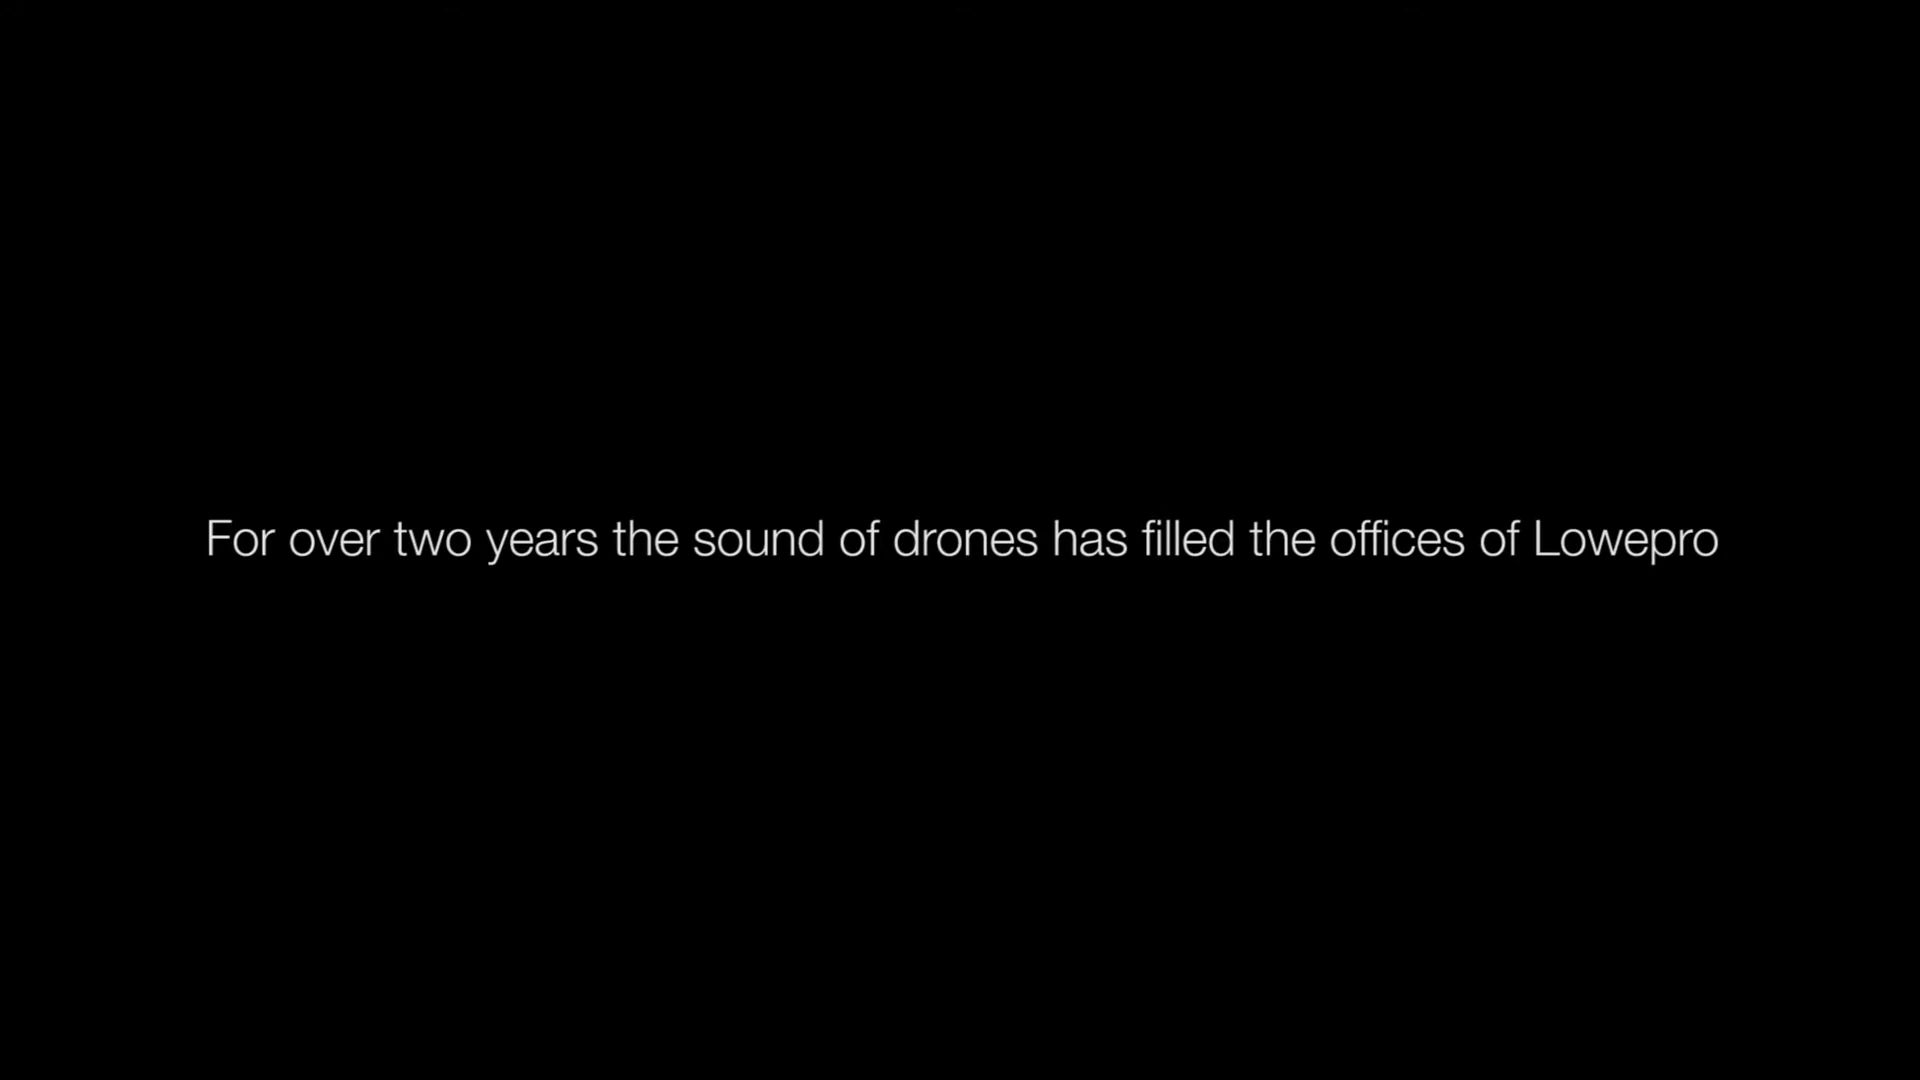 For over two years the sound of drones has filled the offices of Lowepro